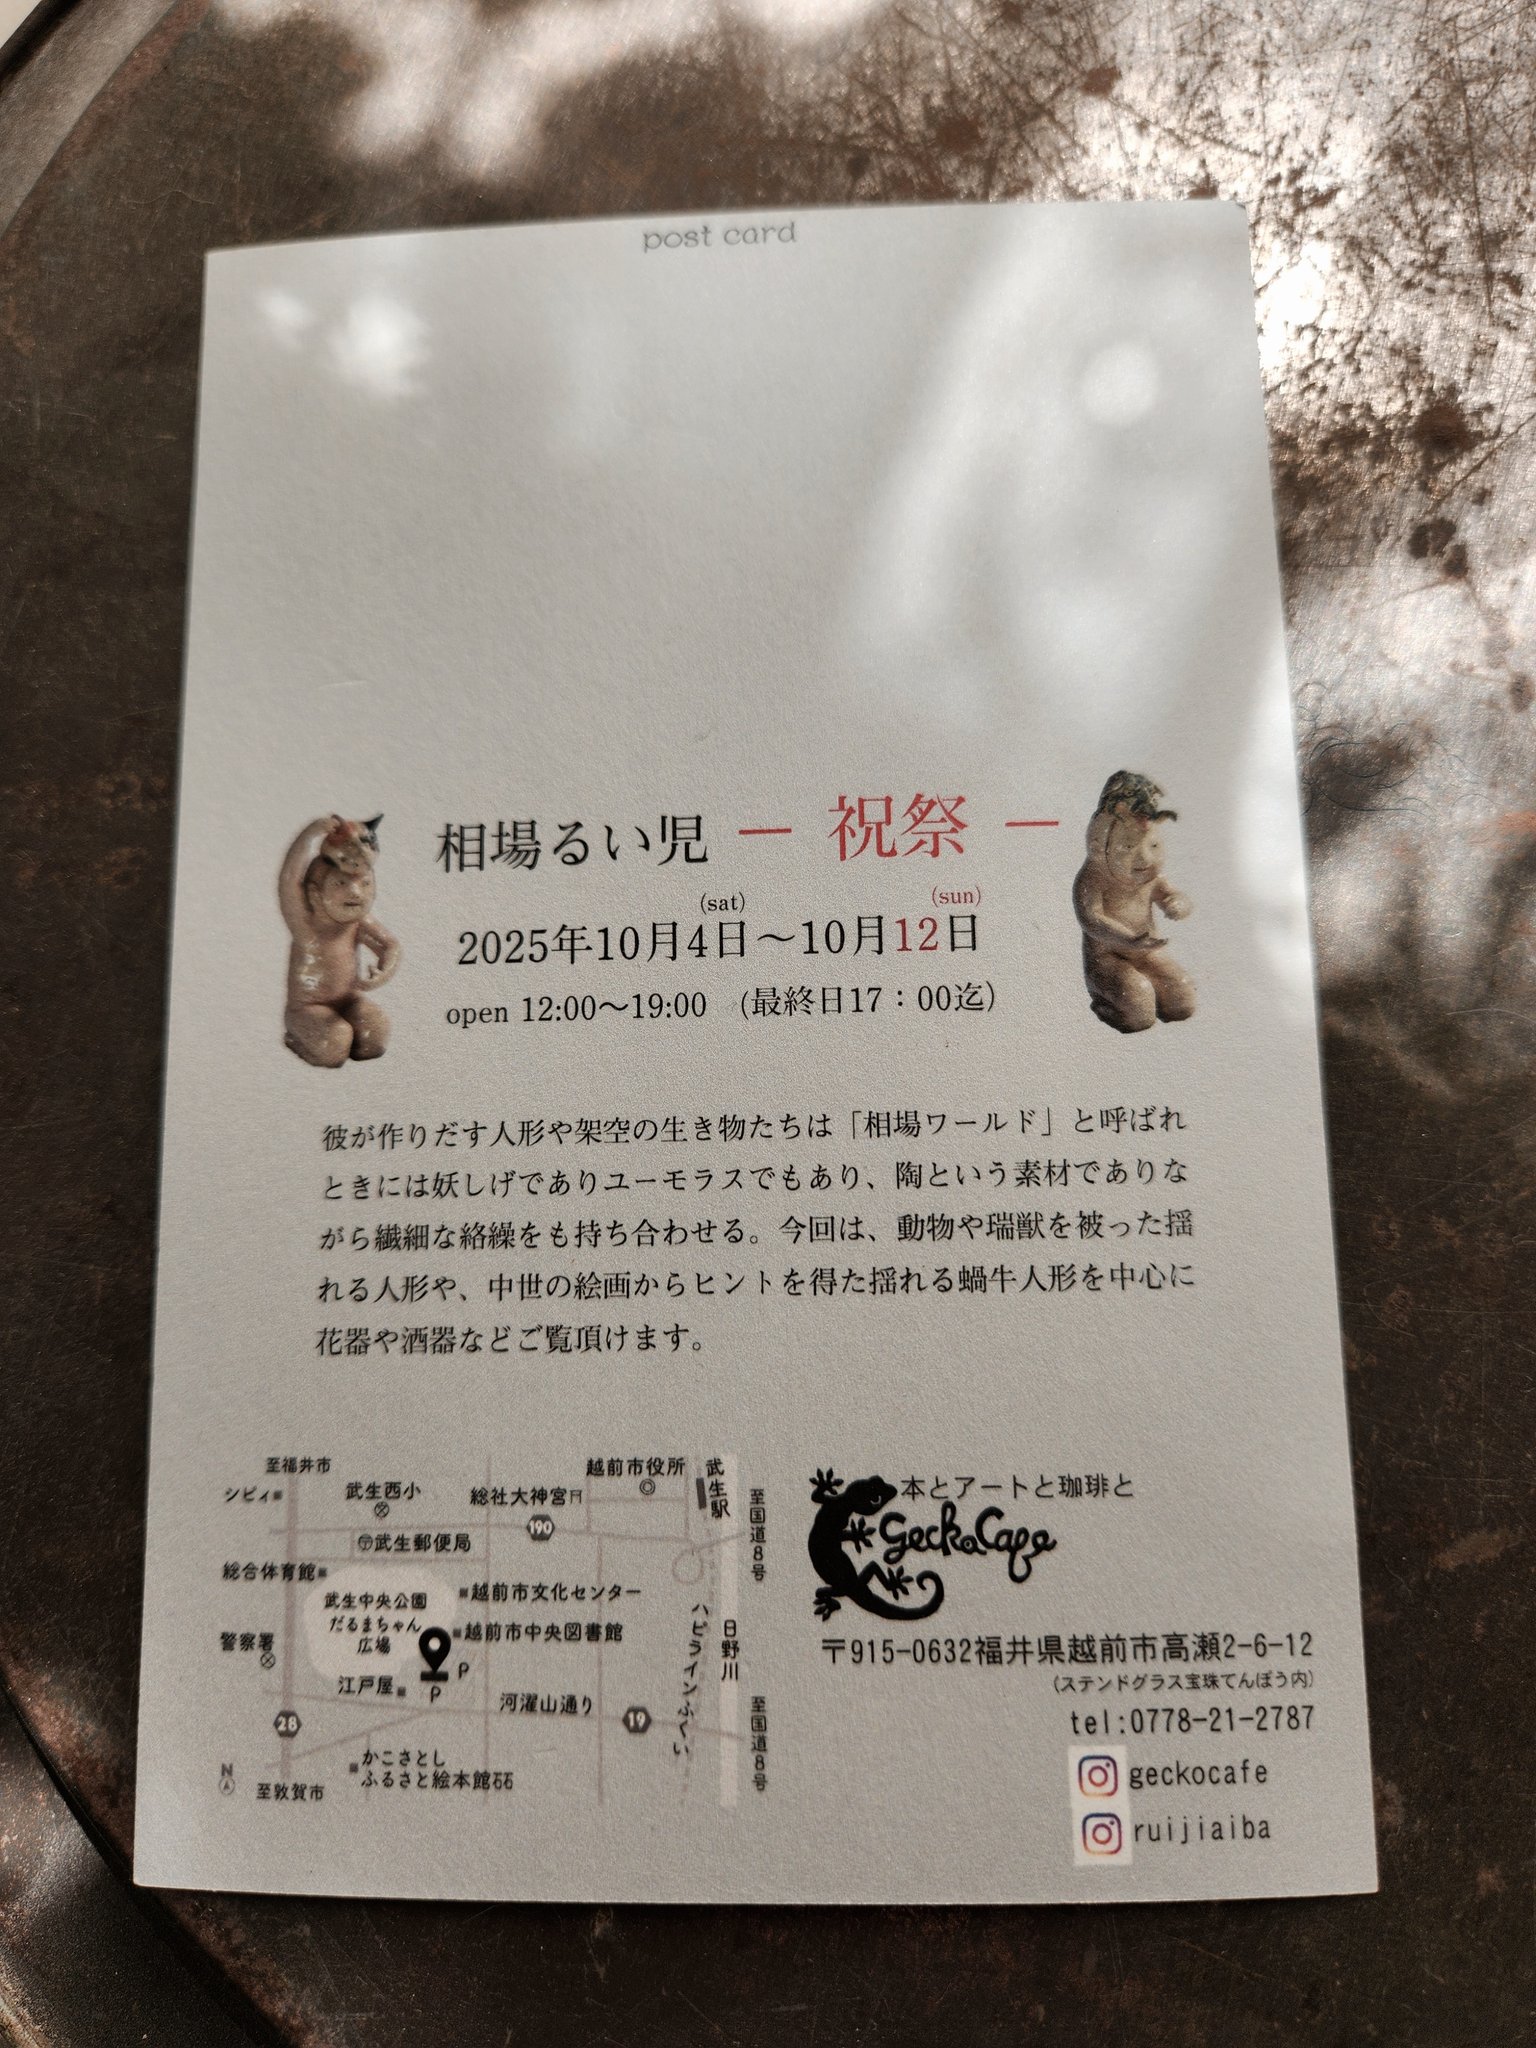 post card
相場るい児 － 祝祭 －
(sat) (sun)
2025年10月4日～10月12日
open 12:00～19:00 (最終日17：00迄)
彼が作りだす人形や架空の生き物たちは「相場ワールド」と呼ばれ
ときには妖しげでありユーモラスでもあり、陶という素材でありな
がら繊細な絡繰をも持ち合わせる。今回は、動物や瑞獣を被った揺
れる人形や、中世の絵画からヒントを得た揺れる蝸牛人形を中心に
花器や酒器などご覧頂けます。
至福井市
シピィ
武生西小
総社大神宮
越前市役所
武生駅
至国道8号
190
〒武生郵便局
総合体育館
武生中央公園
だるまちゃん
広場
越前市文化センター
越前市中央図書館
警察署
江戸屋
P
P
河濯山通り
28
19
ハピラインふくい
日野川
至国道8号
かこさとし
ふるさと絵本館砳
N
至敦賀市
本とアートと珈琲と
GeckoCafe
〒915-0632福井県越前市高瀬2-6-12
(ステンドグラス宝珠てんぽう内)
tel:0778-21-2787
geckocafe
ruijiaiba